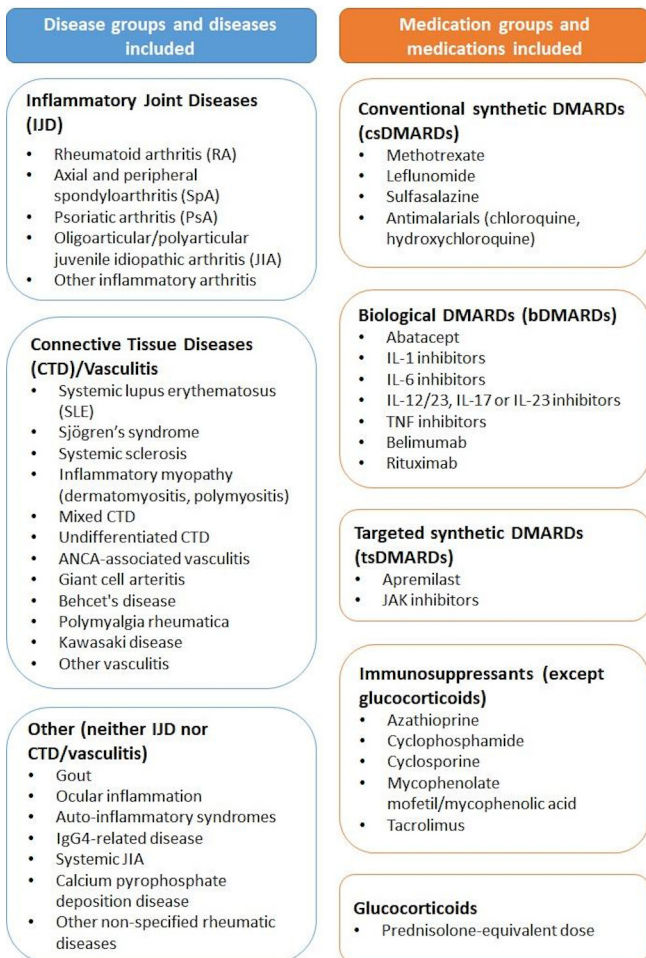 Disease groups and diseases
included
Inflammatory Joint Diseases
(IJD)
• Rheumatoid arthritis (RA)
• Axial and peripheral
spondyloarthritis (SpA)
• Psoriatic arthritis (PsA)
• Oligoarticular/polyarticular
juvenile idiopathic arthritis (JIA)
• Other inflammatory arthritis
Connective Tissue Diseases
(CTD)/Vasculitis
• Systemic lupus erythematosus
(SLE)
• Sjögren’s syndrome
• Systemic sclerosis
• Inflammatory myopathy
(dermatomyositis, polymyositis)
• Mixed CTD
• Undifferentiated CTD
• ANCA-associated vasculitis
• Giant cell arteritis
• Behcet's disease
• Polymyalgia rheumatica
• Kawasaki disease
• Other vasculitis
Other (neither IJD nor
CTD/vasculitis)
• Gout
• Ocular inflammation
• Auto-inflammatory syndromes
• IgG4-related disease
• Systemic JIA
• Calcium pyrophosphate
deposition disease
• Other non-specified rheumatic
diseases
Medication groups and
medications included
Conventional synthetic DMARDs
(csDMARDs)
• Methotrexate
• Leflunomide
• Sulfasalazine
• Antimalarials (chloroquine,
hydroxychloroquine)
Biological DMARDs (bDMARDs)
• Abatacept
• IL-1 inhibitors
• IL-6 inhibitors
• IL-12/23, IL-17 or IL-23 inhibitors
• TNF inhibitors
• Belimumab
• Rituximab
Targeted synthetic DMARDs
(tsDMARDs)
• Apremilast
• JAK inhibitors
Immunosuppressants (except
glucocorticoids)
• Azathioprine
• Cyclophosphamide
• Cyclosporine
• Mycophenolate
mofetil/mycophenolic acid
• Tacrolimus
Glucocorticoids
• Prednisolone-equivalent dose